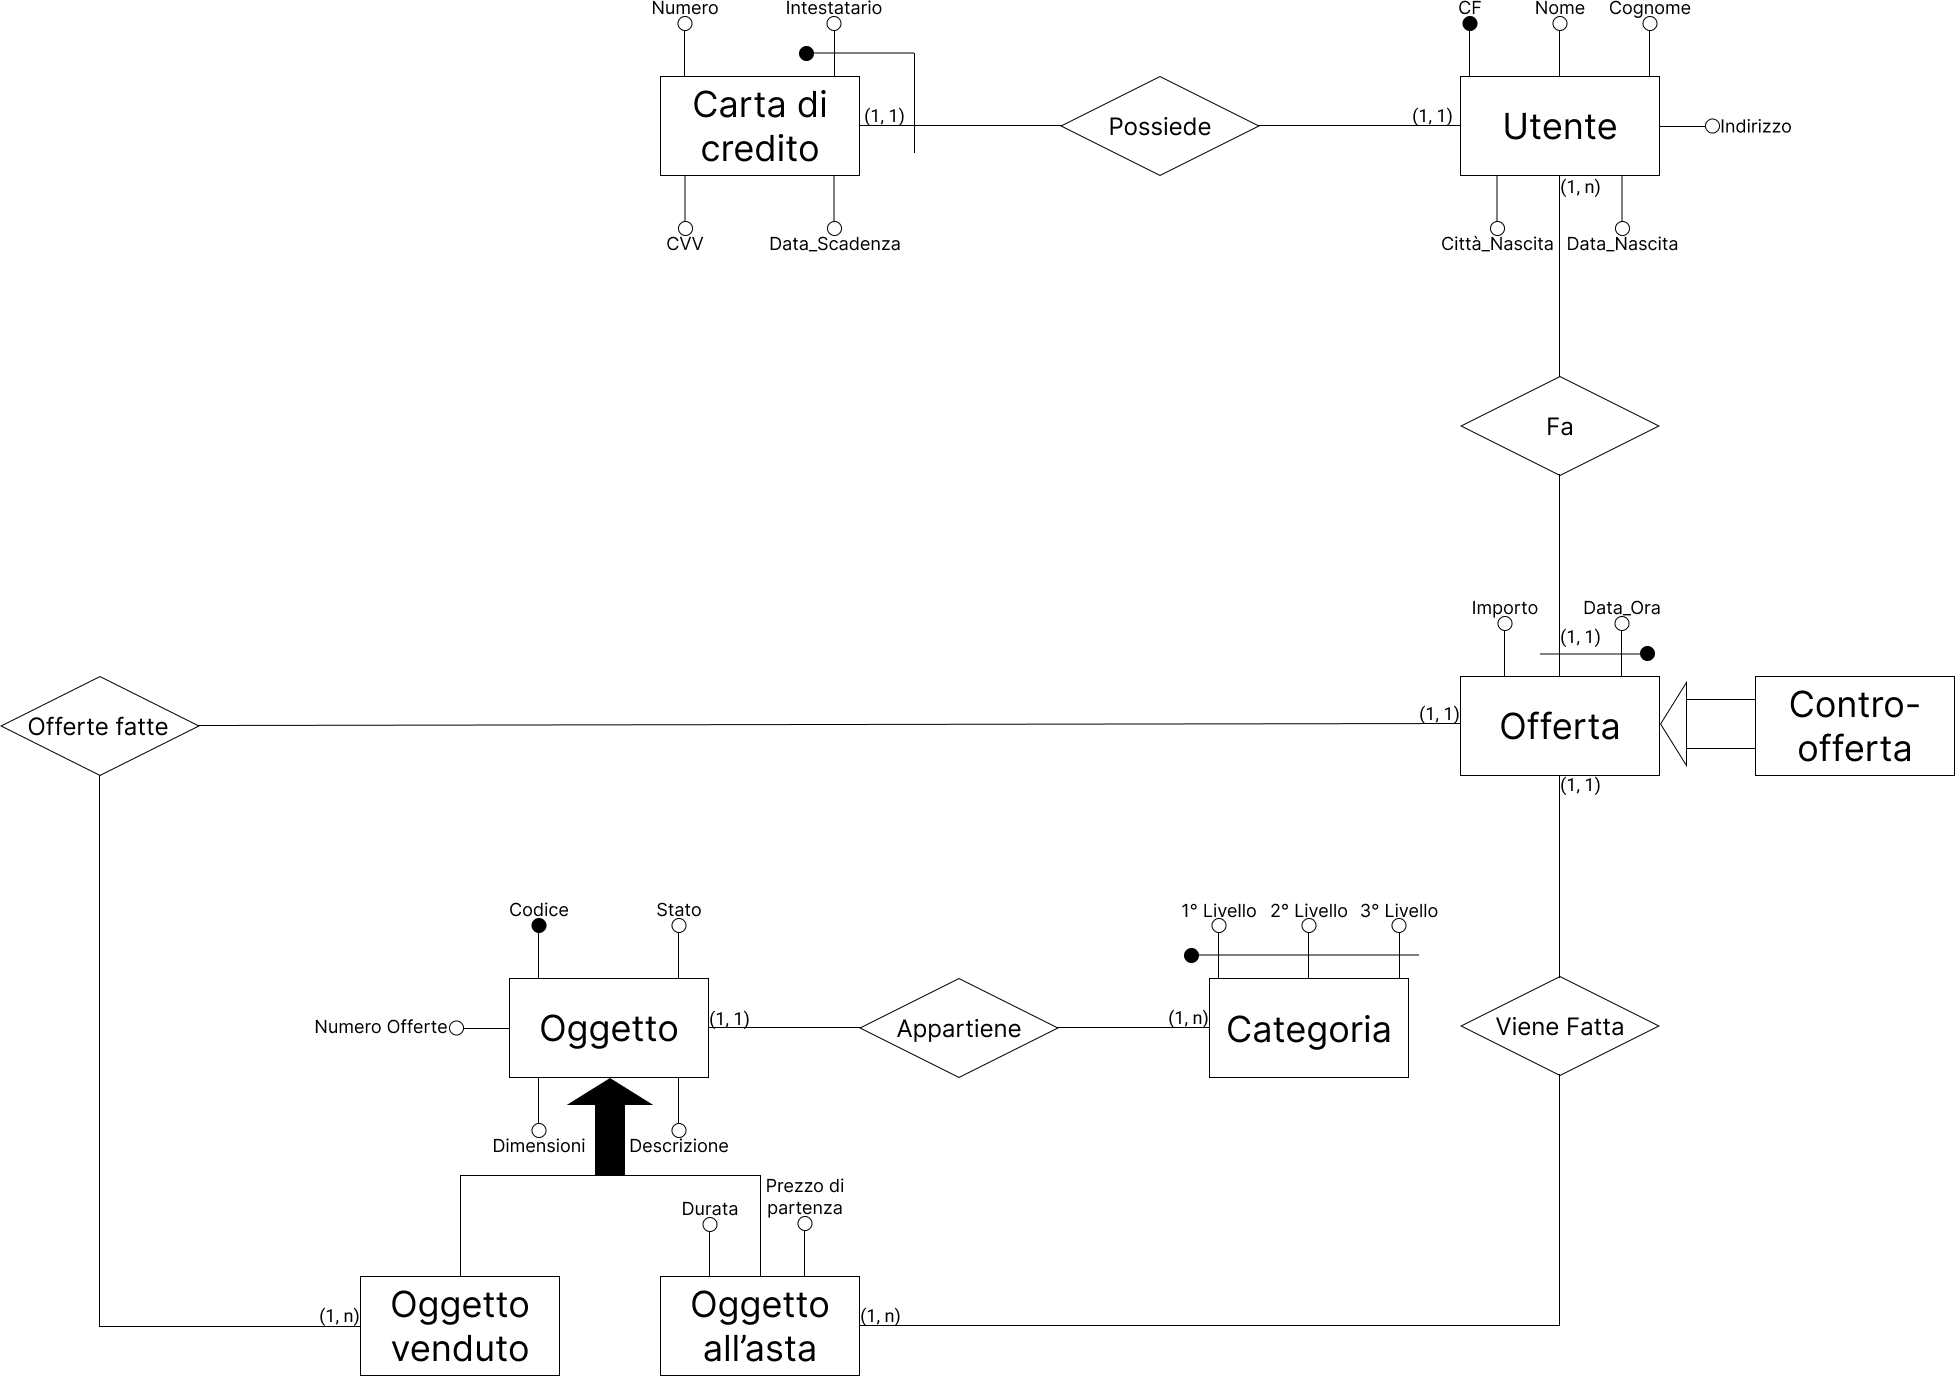 Numero
Intestatario
CF
Nome
Cognome
Carta di
credito
(1, 1)
Possiede
(1, 1)
Utente
Indirizzo
(1, n)
CVV
Data_Scadenza
Città_Nascita
Data_Nascita
Fa
Importo
Data_Ora
(1, 1)
Offerte fatte
(1, 1)
Offerta
Contro-
offerta
(1, 1)
Codice
Stato
1° Livello
2° Livello
3° Livello
Numero Offerte
Oggetto
(1, 1)
Appartiene
(1, n)
Categoria
Viene Fatta
Dimensioni
Descrizione
Durata
Prezzo di
partenza
(1, n)
Oggetto
venduto
Oggetto
all’asta
(1, n)